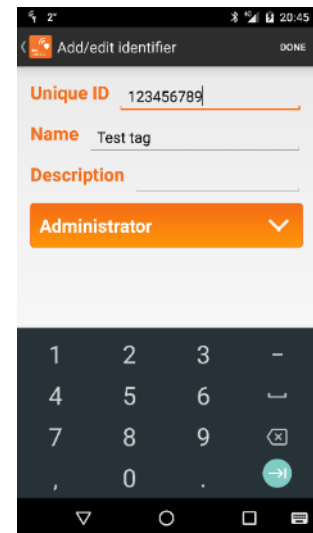 2° 4G 20:45
Add/edit identifier DONE
Unique ID 123456789
Name Test tag
Description
Administrator
1 2 3 -
4 5 6
7 8 9
, 0 .